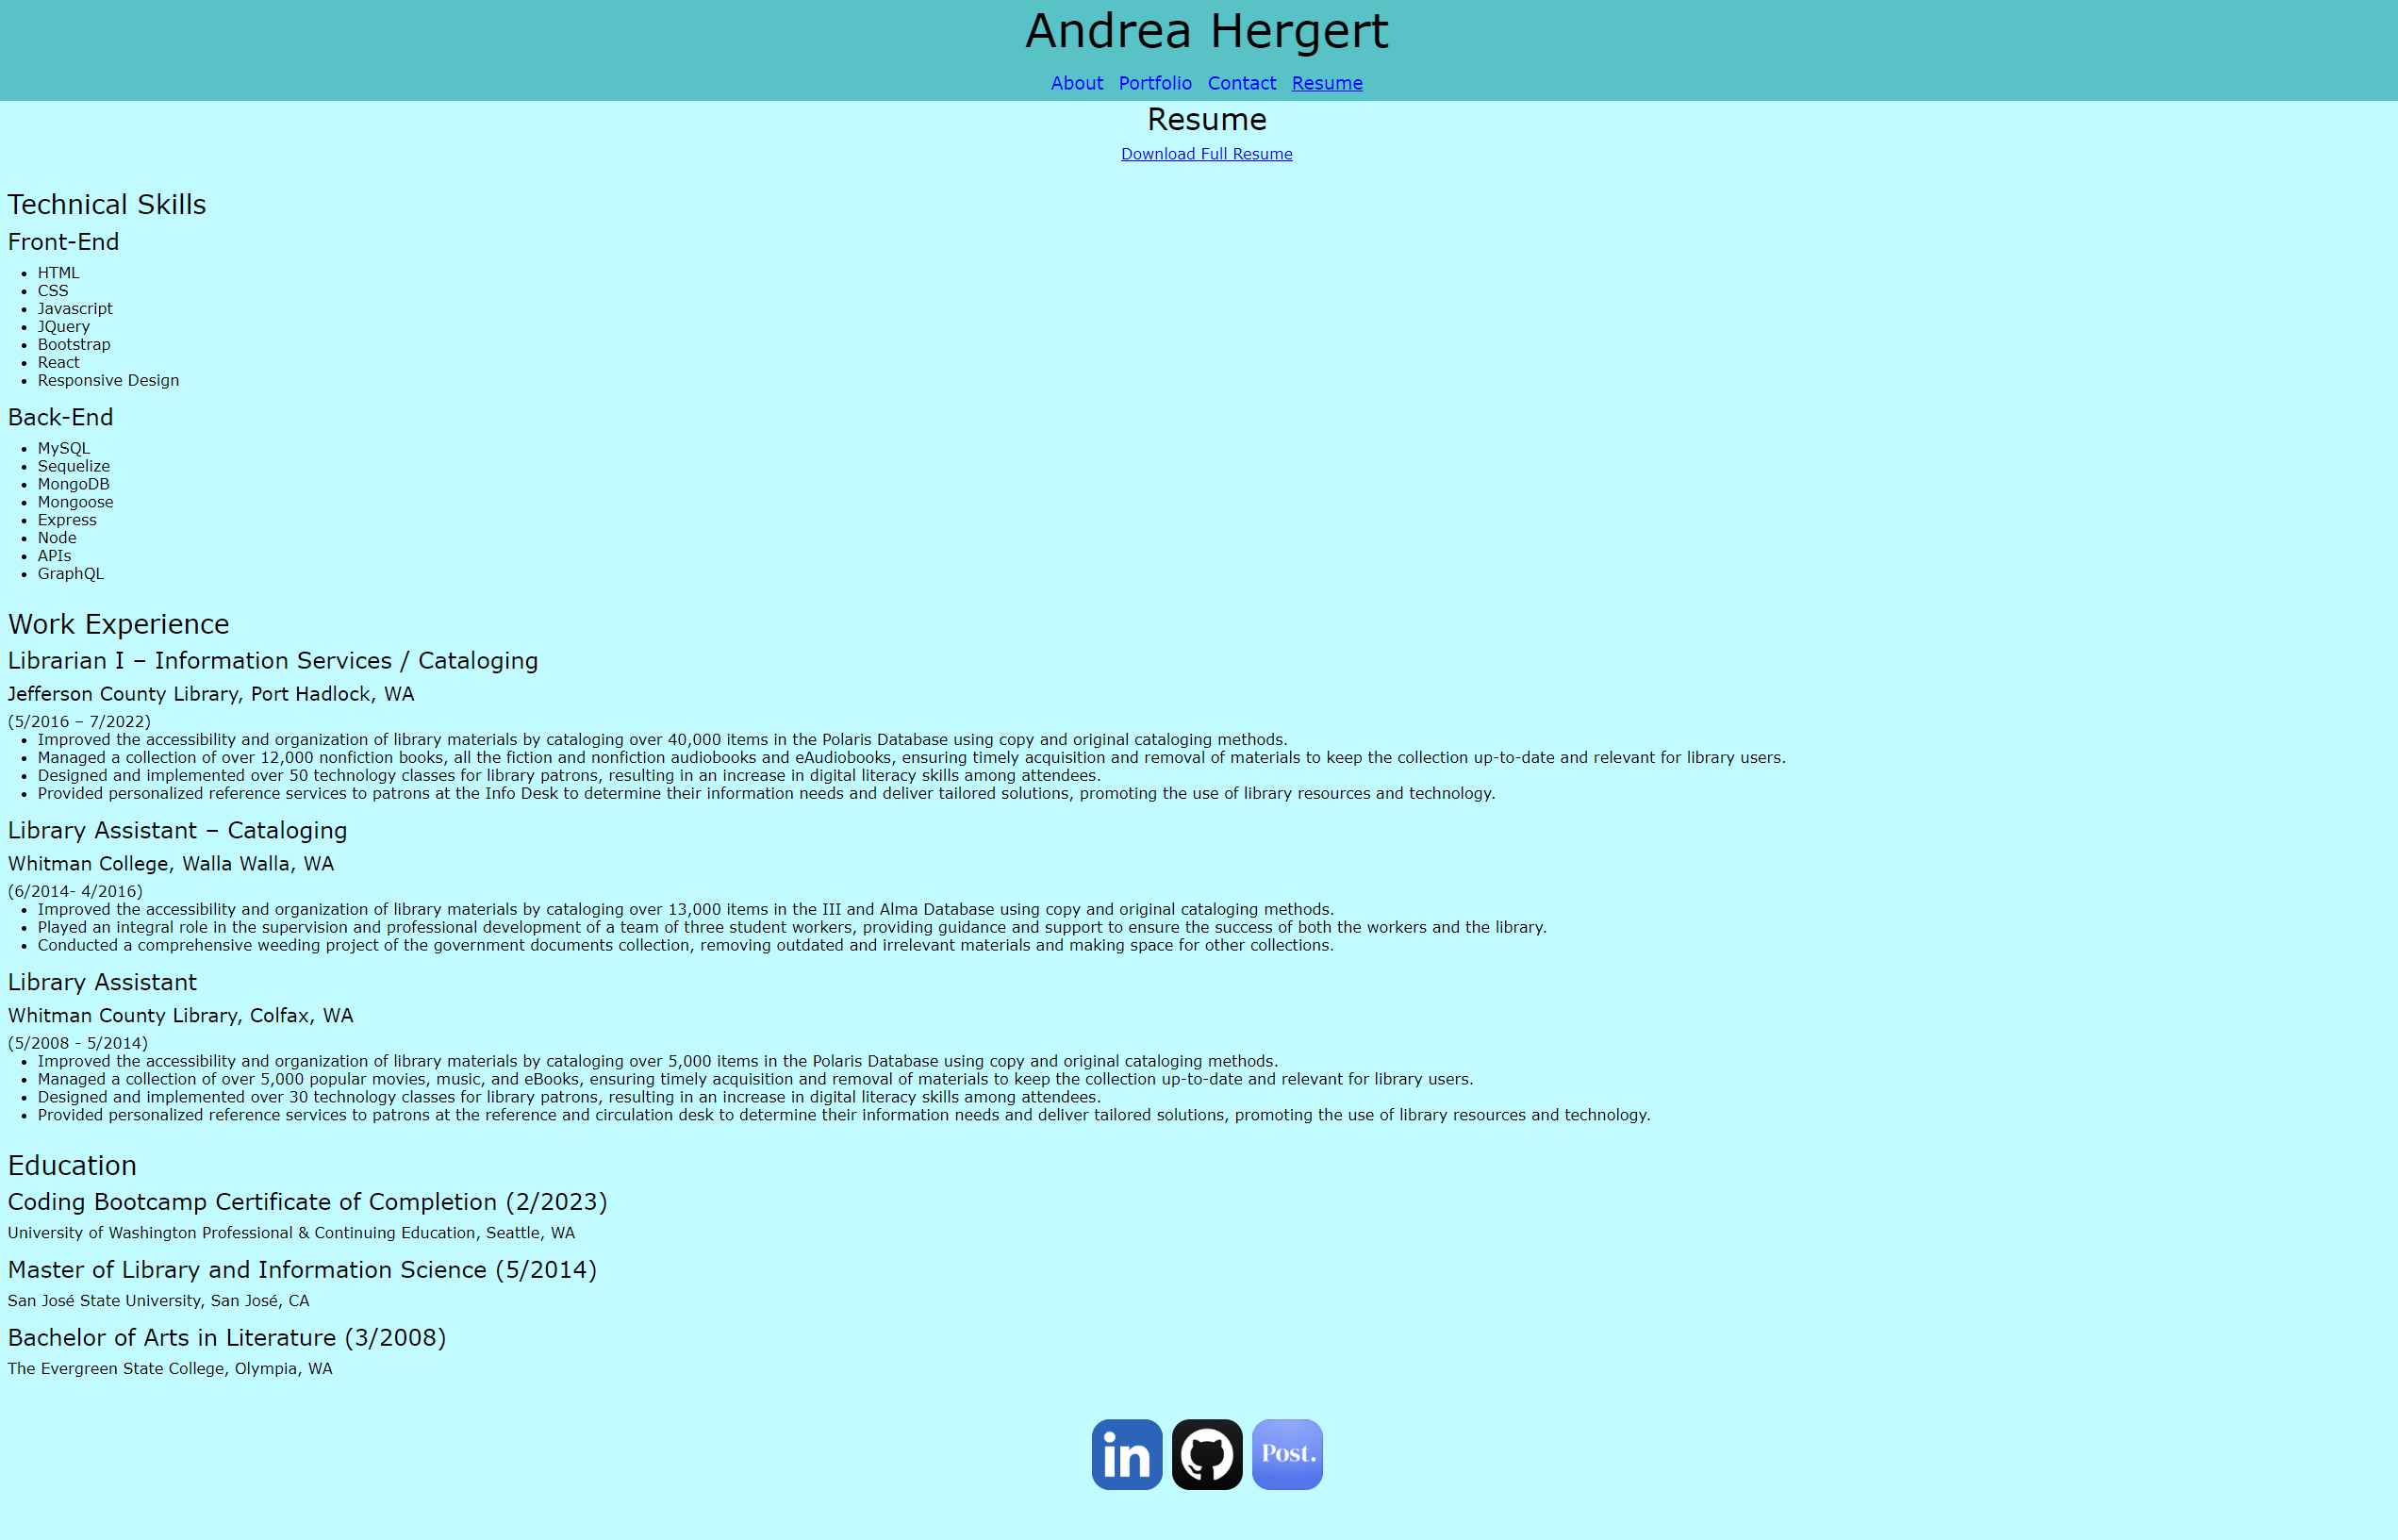 Andrea Hergert
About Portfolio Contact Resume
Resume
Download Full Resume
Technical Skills
Front-End
HTML
CSS
Javascript
JQuery
Bootstrap
React
Responsive Design
Back-End
MySQL
Sequelize
MongoDB
Mongoose
Express
Node
APIs
GraphQL
Work Experience
Librarian I – Information Services / Cataloging
Jefferson County Library, Port Hadlock, WA
(5/2016 – 7/2022)
Improved the accessibility and organization of library materials by cataloging over 40,000 items in the Polaris Database using copy and original cataloging methods.
Managed a collection of over 12,000 nonfiction books, all the fiction and nonfiction audiobooks and eAudiobooks, ensuring timely acquisition and removal of materials to keep the collection up-to-date and relevant for library users.
Designed and implemented over 50 technology classes for library patrons, resulting in an increase in digital literacy skills among attendees.
Provided personalized reference services to patrons at the Info Desk to determine their information needs and deliver tailored solutions, promoting the use of library resources and technology.
Library Assistant – Cataloging
Whitman College, Walla Walla, WA
(6/2014- 4/2016)
Improved the accessibility and organization of library materials by cataloging over 13,000 items in the III and Alma Database using copy and original cataloging methods.
Played an integral role in the supervision and professional development of a team of three student workers, providing guidance and support to ensure the success of both the workers and the library.
Conducted a comprehensive weeding project of the government documents collection, removing outdated and irrelevant materials and making space for other collections.
Library Assistant
Whitman County Library, Colfax, WA
(5/2008 - 5/2014)
Improved the accessibility and organization of library materials by cataloging over 5,000 items in the Polaris Database using copy and original cataloging methods.
Managed a collection of over 5,000 popular movies, music, and eBooks, ensuring timely acquisition and removal of materials to keep the collection up-to-date and relevant for library users.
Designed and implemented over 30 technology classes for library patrons, resulting in an increase in digital literacy skills among attendees.
Provided personalized reference services to patrons at the reference and circulation desk to determine their information needs and deliver tailored solutions, promoting the use of library resources and technology.
Education
Coding Bootcamp Certificate of Completion (2/2023)
University of Washington Professional & Continuing Education, Seattle, WA
Master of Library and Information Science (5/2014)
San José State University, San José, CA
Bachelor of Arts in Literature (3/2008)
The Evergreen State College, Olympia, WA
in Post.